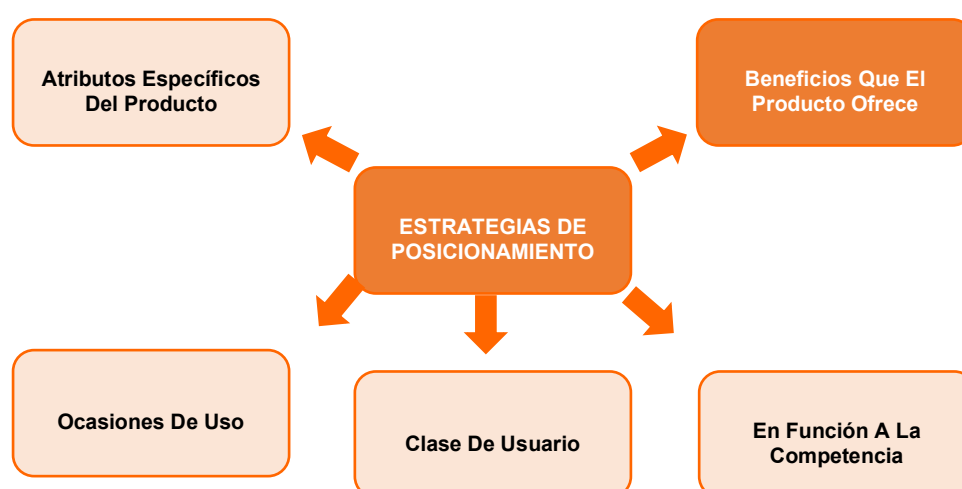 Atributos Específicos
Del Producto
Beneficios Que El
Producto Ofrece
ESTRATEGIAS DE
POSICIONAMIENTO
Ocasiones De Uso
Clase De Usuario
En Función A La
Competencia